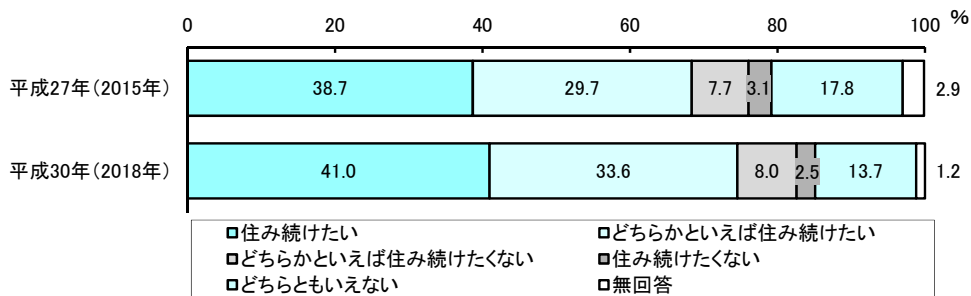 0 20 40 60 80 100 %
平成27年(2015年) 38.7 29.7 7.7 3.1 17.8 2.9
平成30年(2018年) 41.0 33.6 8.0 2.5 13.7 1.2
住み続けたい どちらかといえば住み続けたい
どちらかといえば住み続けたくない 住み続けたくない
どちらともいえない 無回答